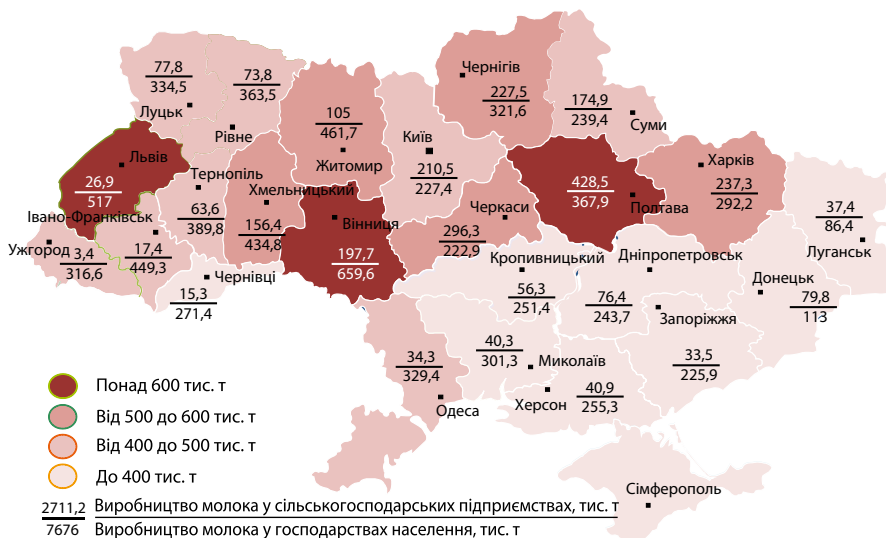 77,8
334,5
Луцьк
73,8
363,5
Рівне
105
461,7
Житомир
Київ
210,5
227,4
Чернігів
227,5
321,6
174,9
239,4
Суми
Львів
26,9
517
Тернопіль
63,6
389,8
Хмельницький
156,4
434,8
Вінниця
197,7
659,6
Черкаси
296,3
222,9
428,5
367,9
Полтава
Харків
237,3
292,2
37,4
86,4
Луганськ
Івано-Франківськ
17,4
449,3
Ужгород
3,4
316,6
Чернівці
15,3
271,4
Кропивницький
56,3
251,4
Дніпропетровськ
76,4
243,7
Донецьк
79,8
113
Запоріжжя
33,5
225,9
34,3
329,4
Одеса
40,3
301,3
Миколаїв
Херсон
40,9
255,3
Сімферополь
Понад 600 тис. т
Від 500 до 600 тис. т
Від 400 до 500 тис. т
До 400 тис. т
2711,2 Виробництво молока у сільськогосподарських підприємствах, тис. т
7676 Виробництво молока у господарствах населення, тис. т